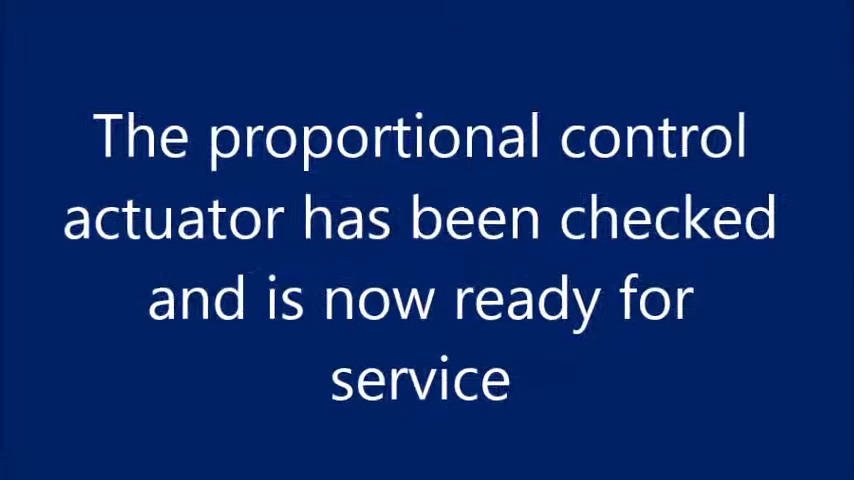 The proportional control
actuator has been checked
and is now ready for
service